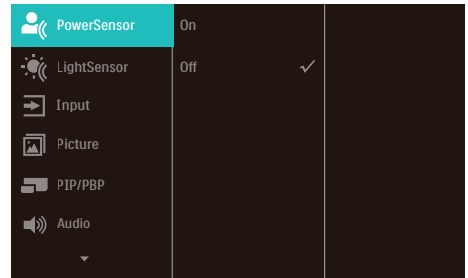 PowerSensor
On
LightSensor
Off
Input
Picture
PIP/PBP
Audio